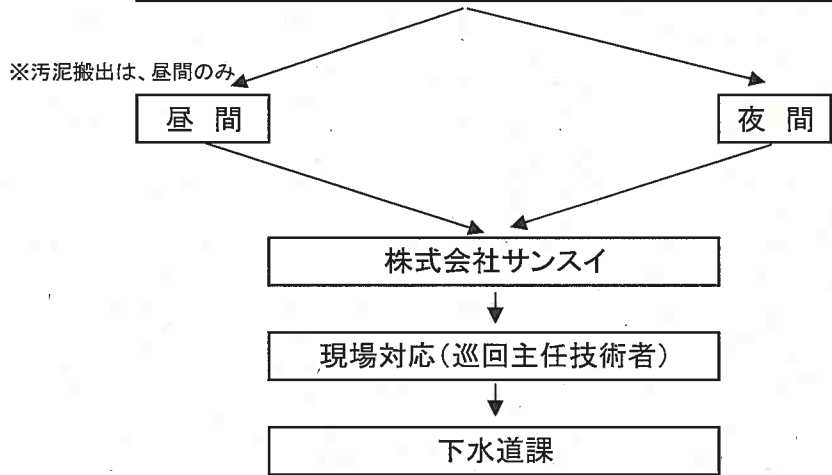 ※汚泥搬出は、昼間のみ
昼 間
夜 間
株式会社サンスイ
現場対応(巡回主任技術者)
下水道課